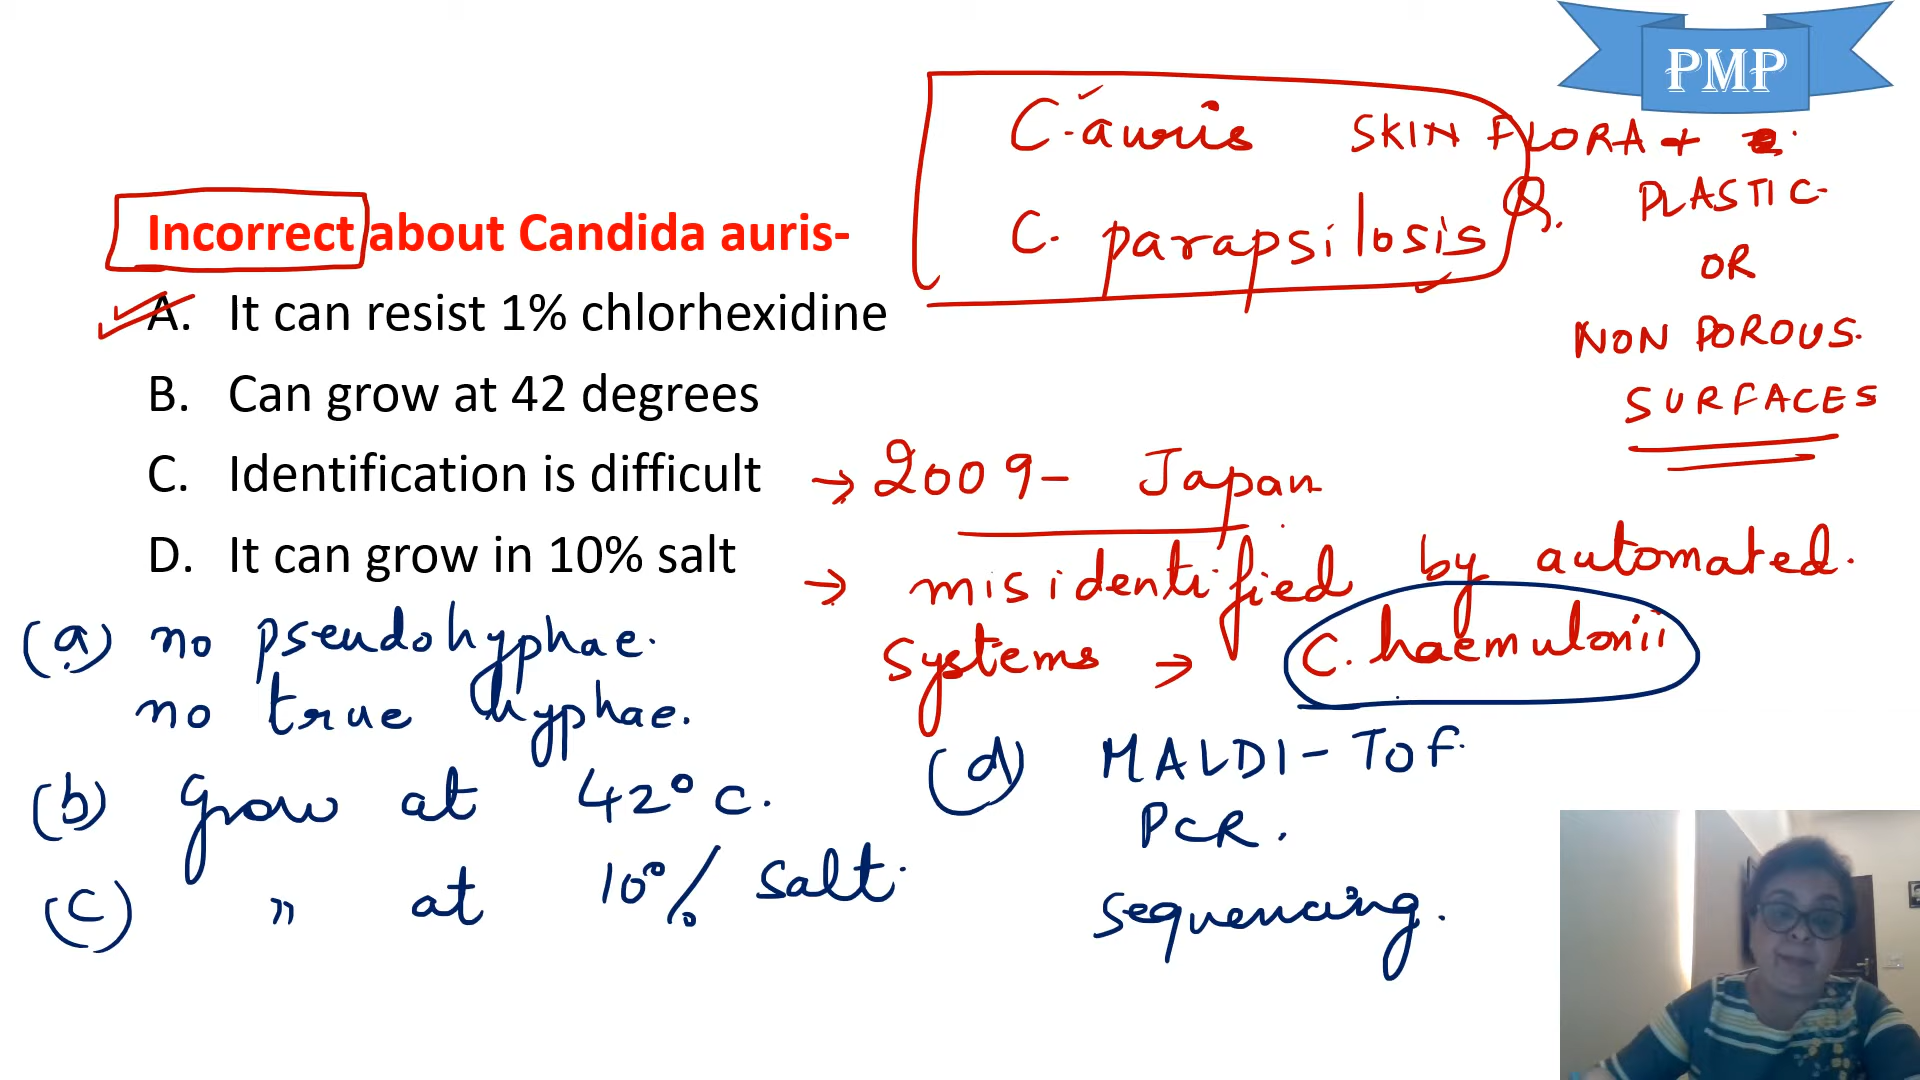 PMP
C. auris SKIN FLORA +
C. parapsilosis
PLASTIC
OR
NON POROUS
SURFACES
Incorrect about Candida auris-
A. It can resist 1% chlorhexidine
B. Can grow at 42 degrees
C. Identification is difficult
D. It can grow in 10% salt
→ 2009 - Japan
→ misidentified by automated
systems → C. haemulonii
(a) no pseudohyphae.
no true hyphae.
(b) grow at 42° c.
(c) " at 10% salt.
(d) MALDI - TOF
PCR.
sequencing.